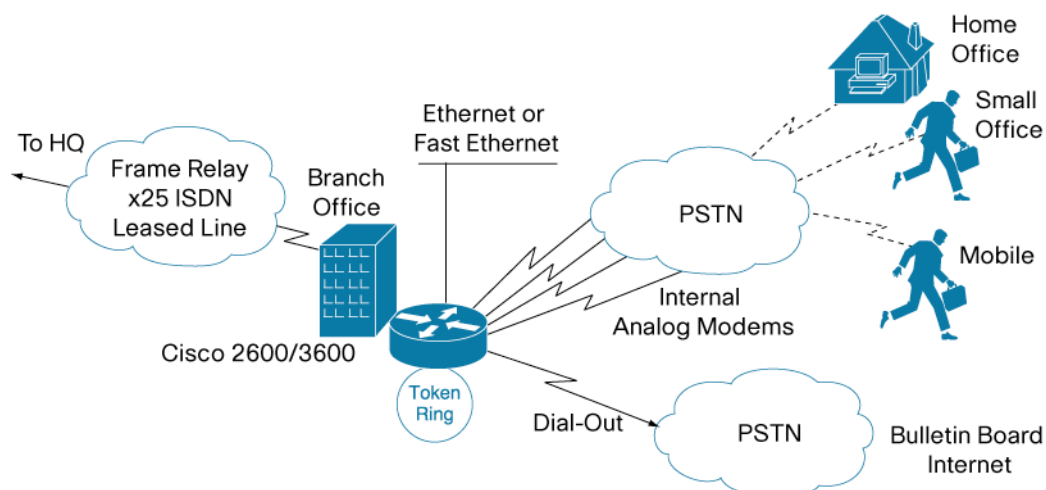 To HQ
Frame Relay
x25 ISDN
Leased Line
Branch
Office
Cisco 2600/3600
Ethernet or
Fast Ethernet
Token
Ring
PSTN
Internal
Analog Modems
Home
Office
Small
Office
Mobile
Dial-Out
PSTN
Bulletin Board
Internet